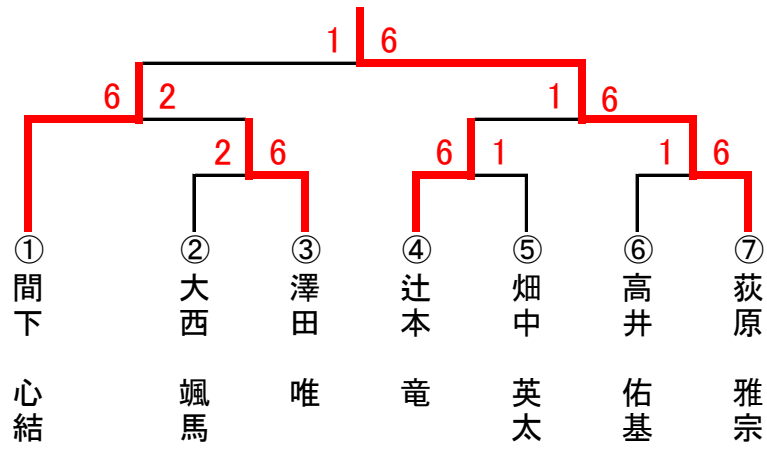 1 6
6 2 1 6
2 6 6 1 1 6
① 間下 心結
② 大西 颯馬
③ 澤田 唯
④ 辻本 竜
⑤ 畑中 英太
⑥ 高井 佑基
⑦ 荻原 雅宗